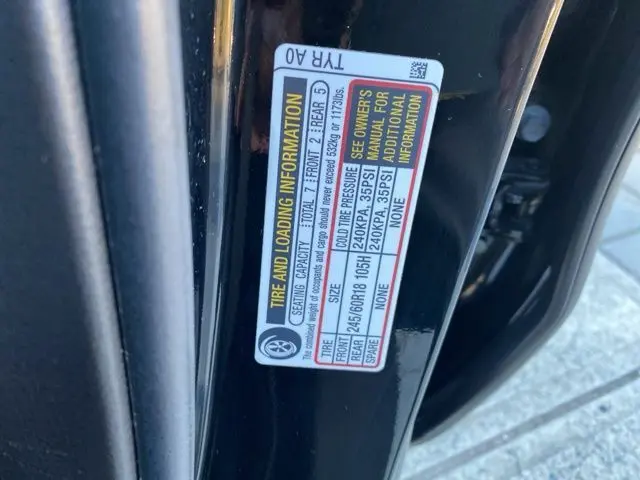 TYR A0
TIRE AND LOADING INFORMATION
SEATING CAPACITY TOTAL 7 FRONT 2 REAR 5
The combined weight of occupants and cargo should never exceed 532kg or 1173lbs.
TIRE SIZE COLD TIRE PRESSURE
FRONT 245/60R18 105H 240KPA, 35PSI
REAR 240KPA, 35PSI
SPARE NONE NONE
SEE OWNER'S
MANUAL FOR
ADDITIONAL
INFORMATION